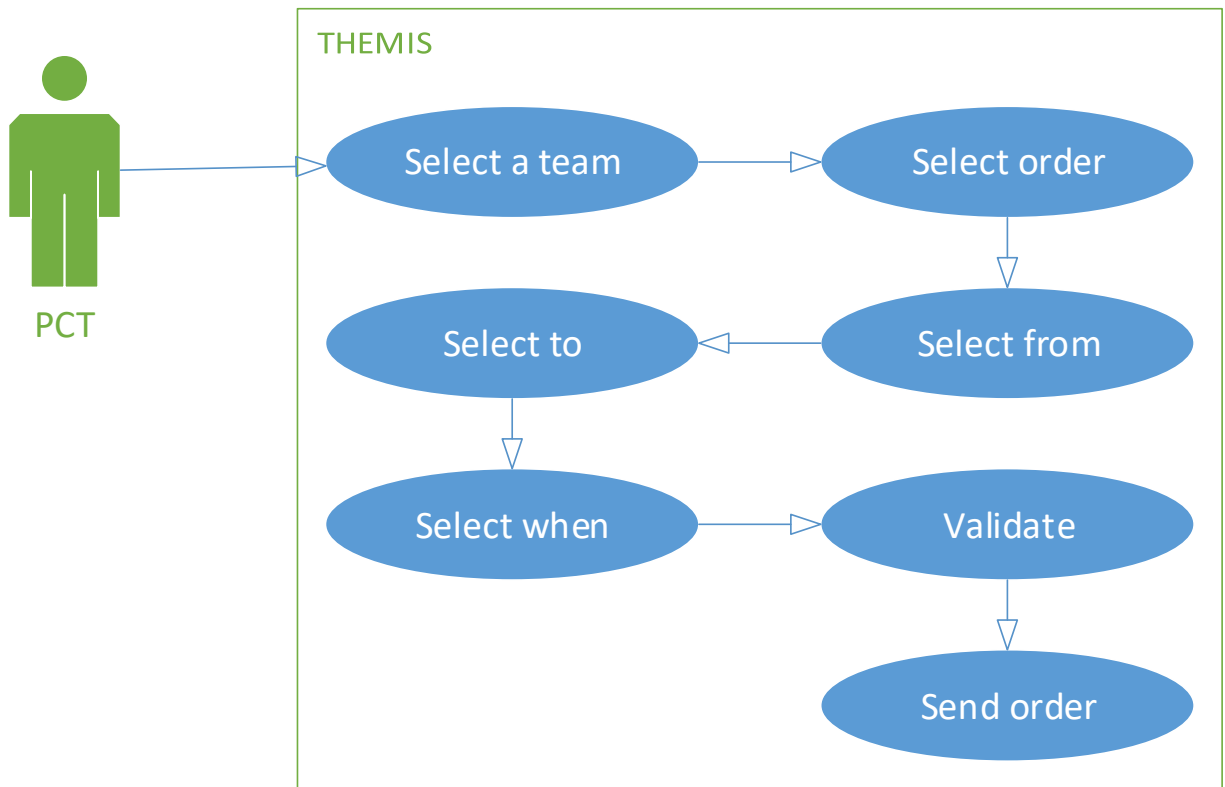 THEMIS
PCT
Select a team
Select order
Select from
Select to
Select when
Validate
Send order